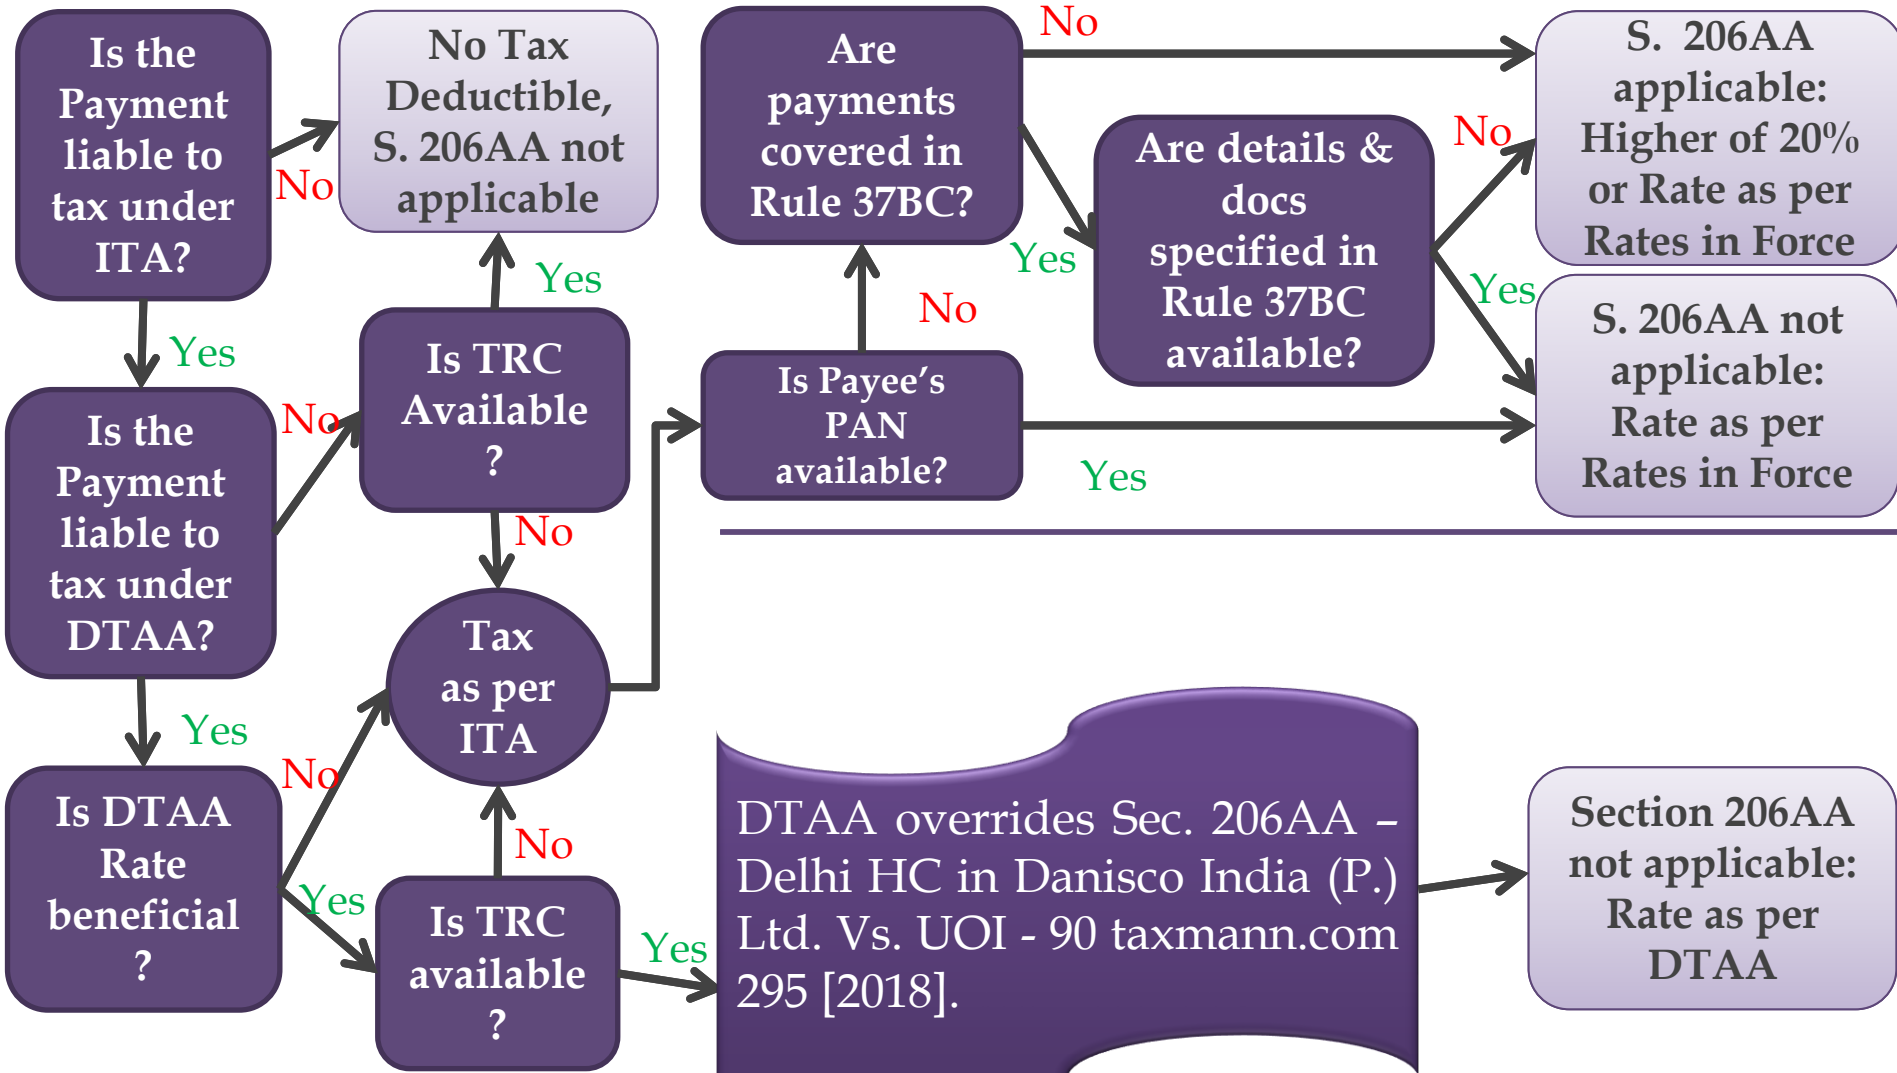 Is the
Payment
liable to
tax under
ITA?
No
No Tax
Deductible,
S. 206AA not
applicable
Yes
Yes
Is the
Payment
liable to
tax under
DTAA?
No
Is TRC
Available
?
No
Yes
Is DTAA
Rate
beneficial
?
No
Yes
Tax
as per
ITA
No
Is TRC
available
?
Yes
Are
payments
covered in
Rule 37BC?
No
Yes
No
Is Payee’s
PAN
available?
Yes
Are details &
docs
specified in
Rule 37BC
available?
No
Yes
S. 206AA
applicable:
Higher of 20%
or Rate as per
Rates in Force
S. 206AA not
applicable:
Rate as per
Rates in Force
DTAA overrides Sec. 206AA –
Delhi HC in Danisco India (P.)
Ltd. Vs. UOI - 90 taxmann.com
295 [2018].
Section 206AA
not applicable:
Rate as per
DTAA